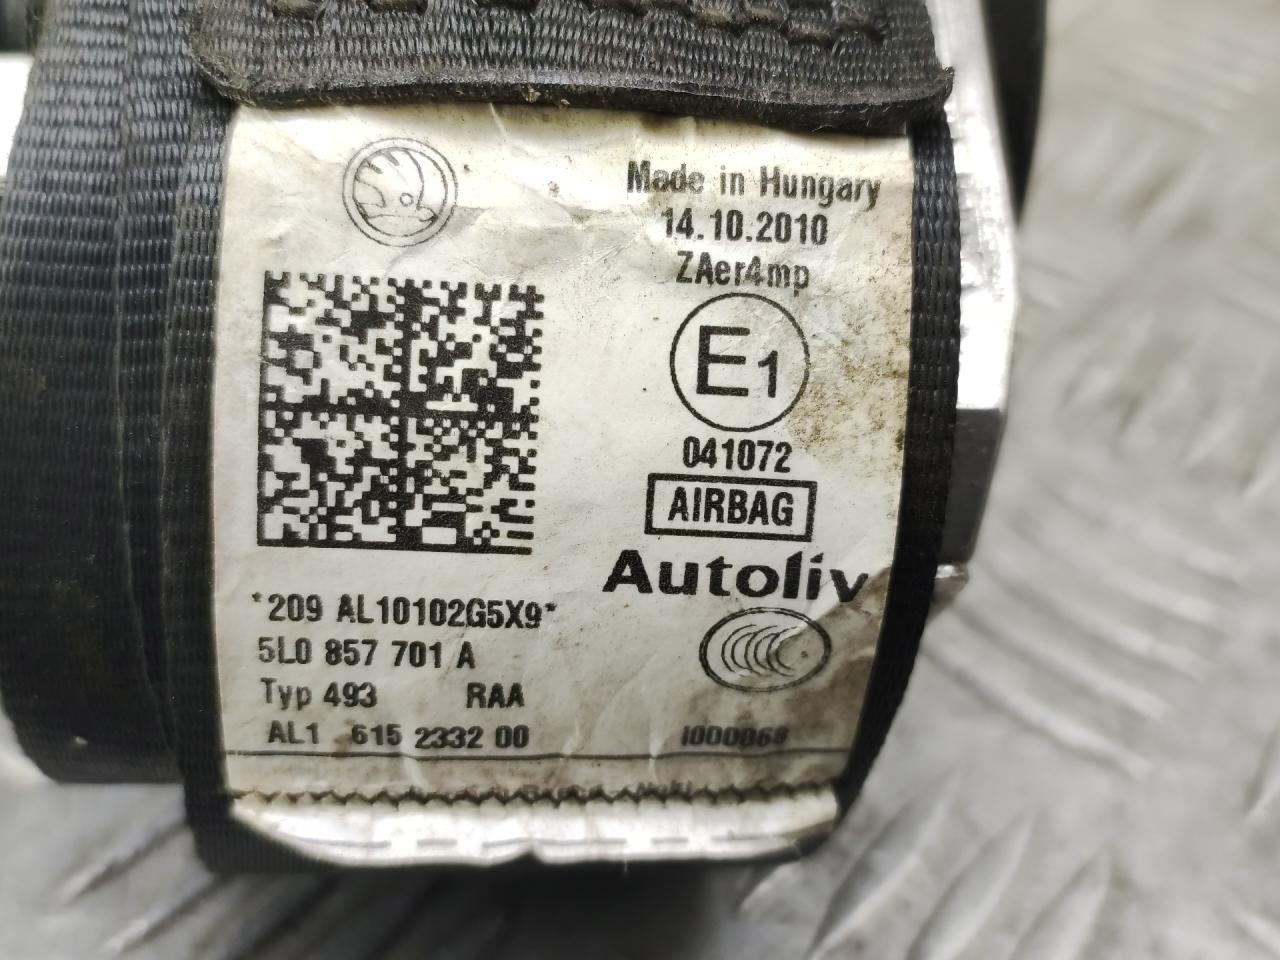 Made in Hungary
14.10.2010
ZAer4mp
E1
041072
AIRBAG
Autoliv
*209 AL10102G5X9*
5L0 857 701 A
Typ 493 RAA
AL1 615 2332 00